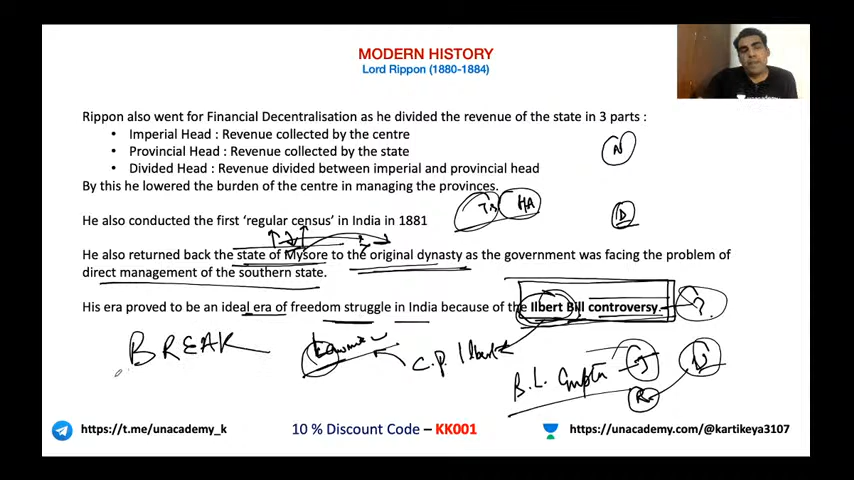 MODERN HISTORY
Lord Rippon (1880-1884)
unacademy
Rippon also went for Financial Decentralisation as he divided the revenue of the state in 3 parts :
• Imperial Head : Revenue collected by the centre
• Provincial Head : Revenue collected by the state
• Divided Head : Revenue divided between imperial and provincial head
N
By this he lowered the burden of the centre in managing the provinces.
HA
D
He also conducted the first 'regular census' in India in 1881
He also returned back the state of Mysore to the original dynasty as the government was facing the problem of
direct management of the southern state.
His era proved to be an ideal era of freedom struggle in India because of the Ilbert Bill controversy.
?
BREAK
C.P. Ilbert
B.L. Gupta
https://t.me/unacademy_k
10 % Discount Code – KK001
https://unacademy.com/@kartikeya3107